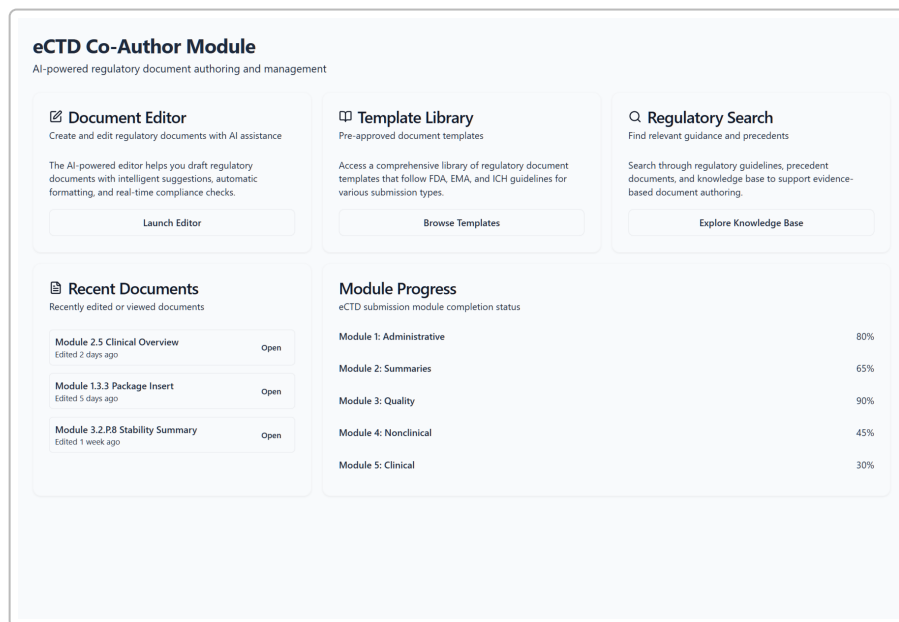 eCTD Co-Author Module
AI-powered regulatory document authoring and management
Document Editor
Create and edit regulatory documents with AI assistance
The AI-powered editor helps you draft regulatory
documents with intelligent suggestions, automatic
formatting, and real-time compliance checks.
Launch Editor
Template Library
Pre-approved document templates
Access a comprehensive library of regulatory document
templates that follow FDA, EMA, and ICH guidelines for
various submission types.
Browse Templates
Regulatory Search
Find relevant guidance and precedents
Search through regulatory guidelines, precedent
documents, and knowledge base to support evidence-
based document authoring.
Explore Knowledge Base
Recent Documents
Recently edited or viewed documents
Module 2.5 Clinical Overview
Edited 2 days ago
Open
Module 1.3.3 Package Insert
Edited 5 days ago
Open
Module 3.2.P.8 Stability Summary
Edited 1 week ago
Open
Module Progress
eCTD submission module completion status
Module 1: Administrative 80%
Module 2: Summaries 65%
Module 3: Quality 90%
Module 4: Nonclinical 45%
Module 5: Clinical 30%